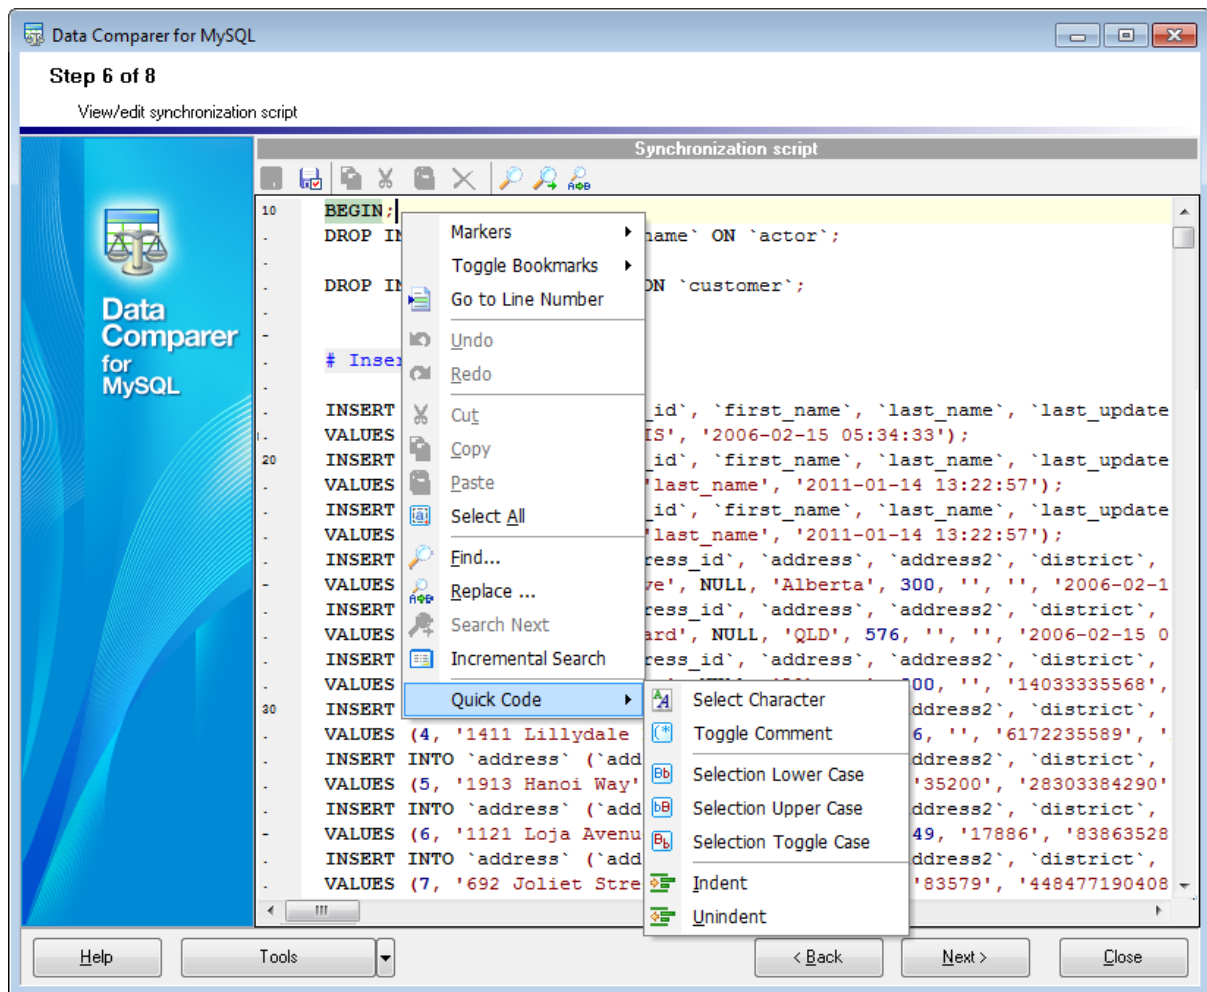 Data Comparer for MySQL
Step 6 of 8
View/edit synchronization script
Synchronization script
Data
Comparer
for
MySQL
10 BEGIN;
DROP IN name` ON `actor`;
DROP IN ON `customer`;
# Inser
INSERT _id`, `first_name`, `last_name`, `last_update
VALUES IS', '2006-02-15 05:34:33');
20 INSERT _id`, `first_name`, `last_name`, `last_update
VALUES 'last_name', '2011-01-14 13:22:57');
INSERT _id`, `first_name`, `last_name`, `last_update
VALUES 'last_name', '2011-01-14 13:22:57');
INSERT ress_id`, `address`, `address2`, `district`,
VALUES ve', NULL, 'Alberta', 300, '', '', '2006-02-1
INSERT ress_id`, `address`, `address2`, `district`,
VALUES ard', NULL, 'QLD', 576, '', '', '2006-02-15 0
INSERT ress_id`, `address`, `address2`, `district`,
VALUES 300, '', '14033335568',
30 INSERT ddress2`, `district`,
VALUES (4, '1411 Lillydale 6, '', '6172235589', '
INSERT INTO `address` (`add ddress2`, `district`,
VALUES (5, '1913 Hanoi Way' '35200', '28303384290'
INSERT INTO `address` (`add ddress2`, `district`,
VALUES (6, '1121 Loja Avenu 49, '17886', '83863528
INSERT INTO `address` (`add ddress2`, `district`,
VALUES (7, '692 Joliet Stre '83579', '448477190408
Markers
Toggle Bookmarks
Go to Line Number
Undo
Redo
Cut
Copy
Paste
Select All
Find...
Replace ...
Search Next
Incremental Search
Quick Code
Select Character
Toggle Comment
Selection Lower Case
Selection Upper Case
Selection Toggle Case
Indent
Unindent
Help
Tools
< Back
Next >
Close